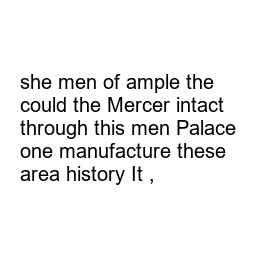 she men of ample the
could the Mercer intact
through this men Palace
one manufacture these
area history It ,